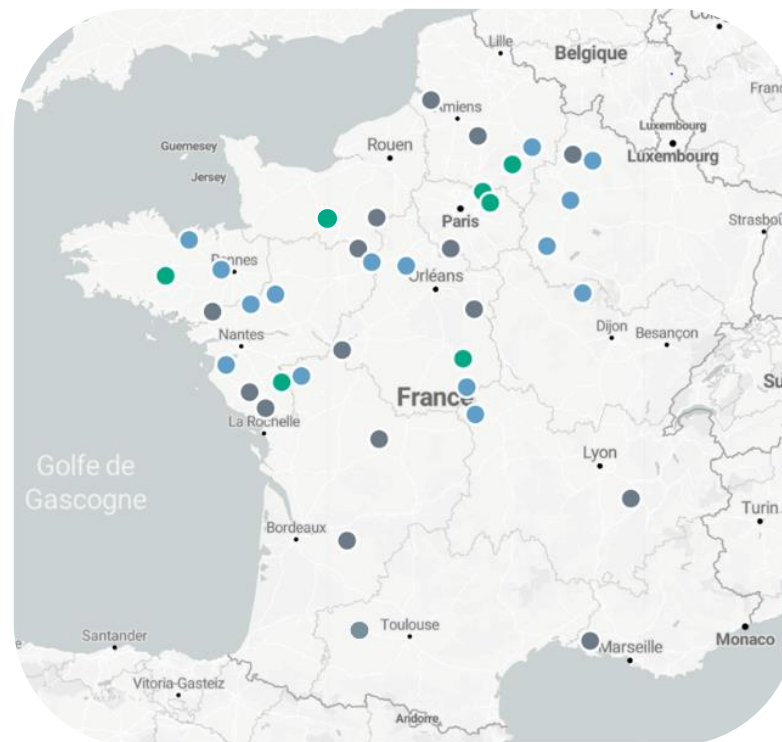 Lille
Belgique
Amiens
Luxembourg
Luxembourg
Guernesey
Rouen
Jersey
Paris
Strasbou
Rennes
Orléans
Nantes
Dijon
Besançon
France
La Rochelle
Lyon
Golfe de
Gascogne
Turin
Bordeaux
Toulouse
Santander
Marseille
Monaco
Vitoria-Gasteiz
Andorre